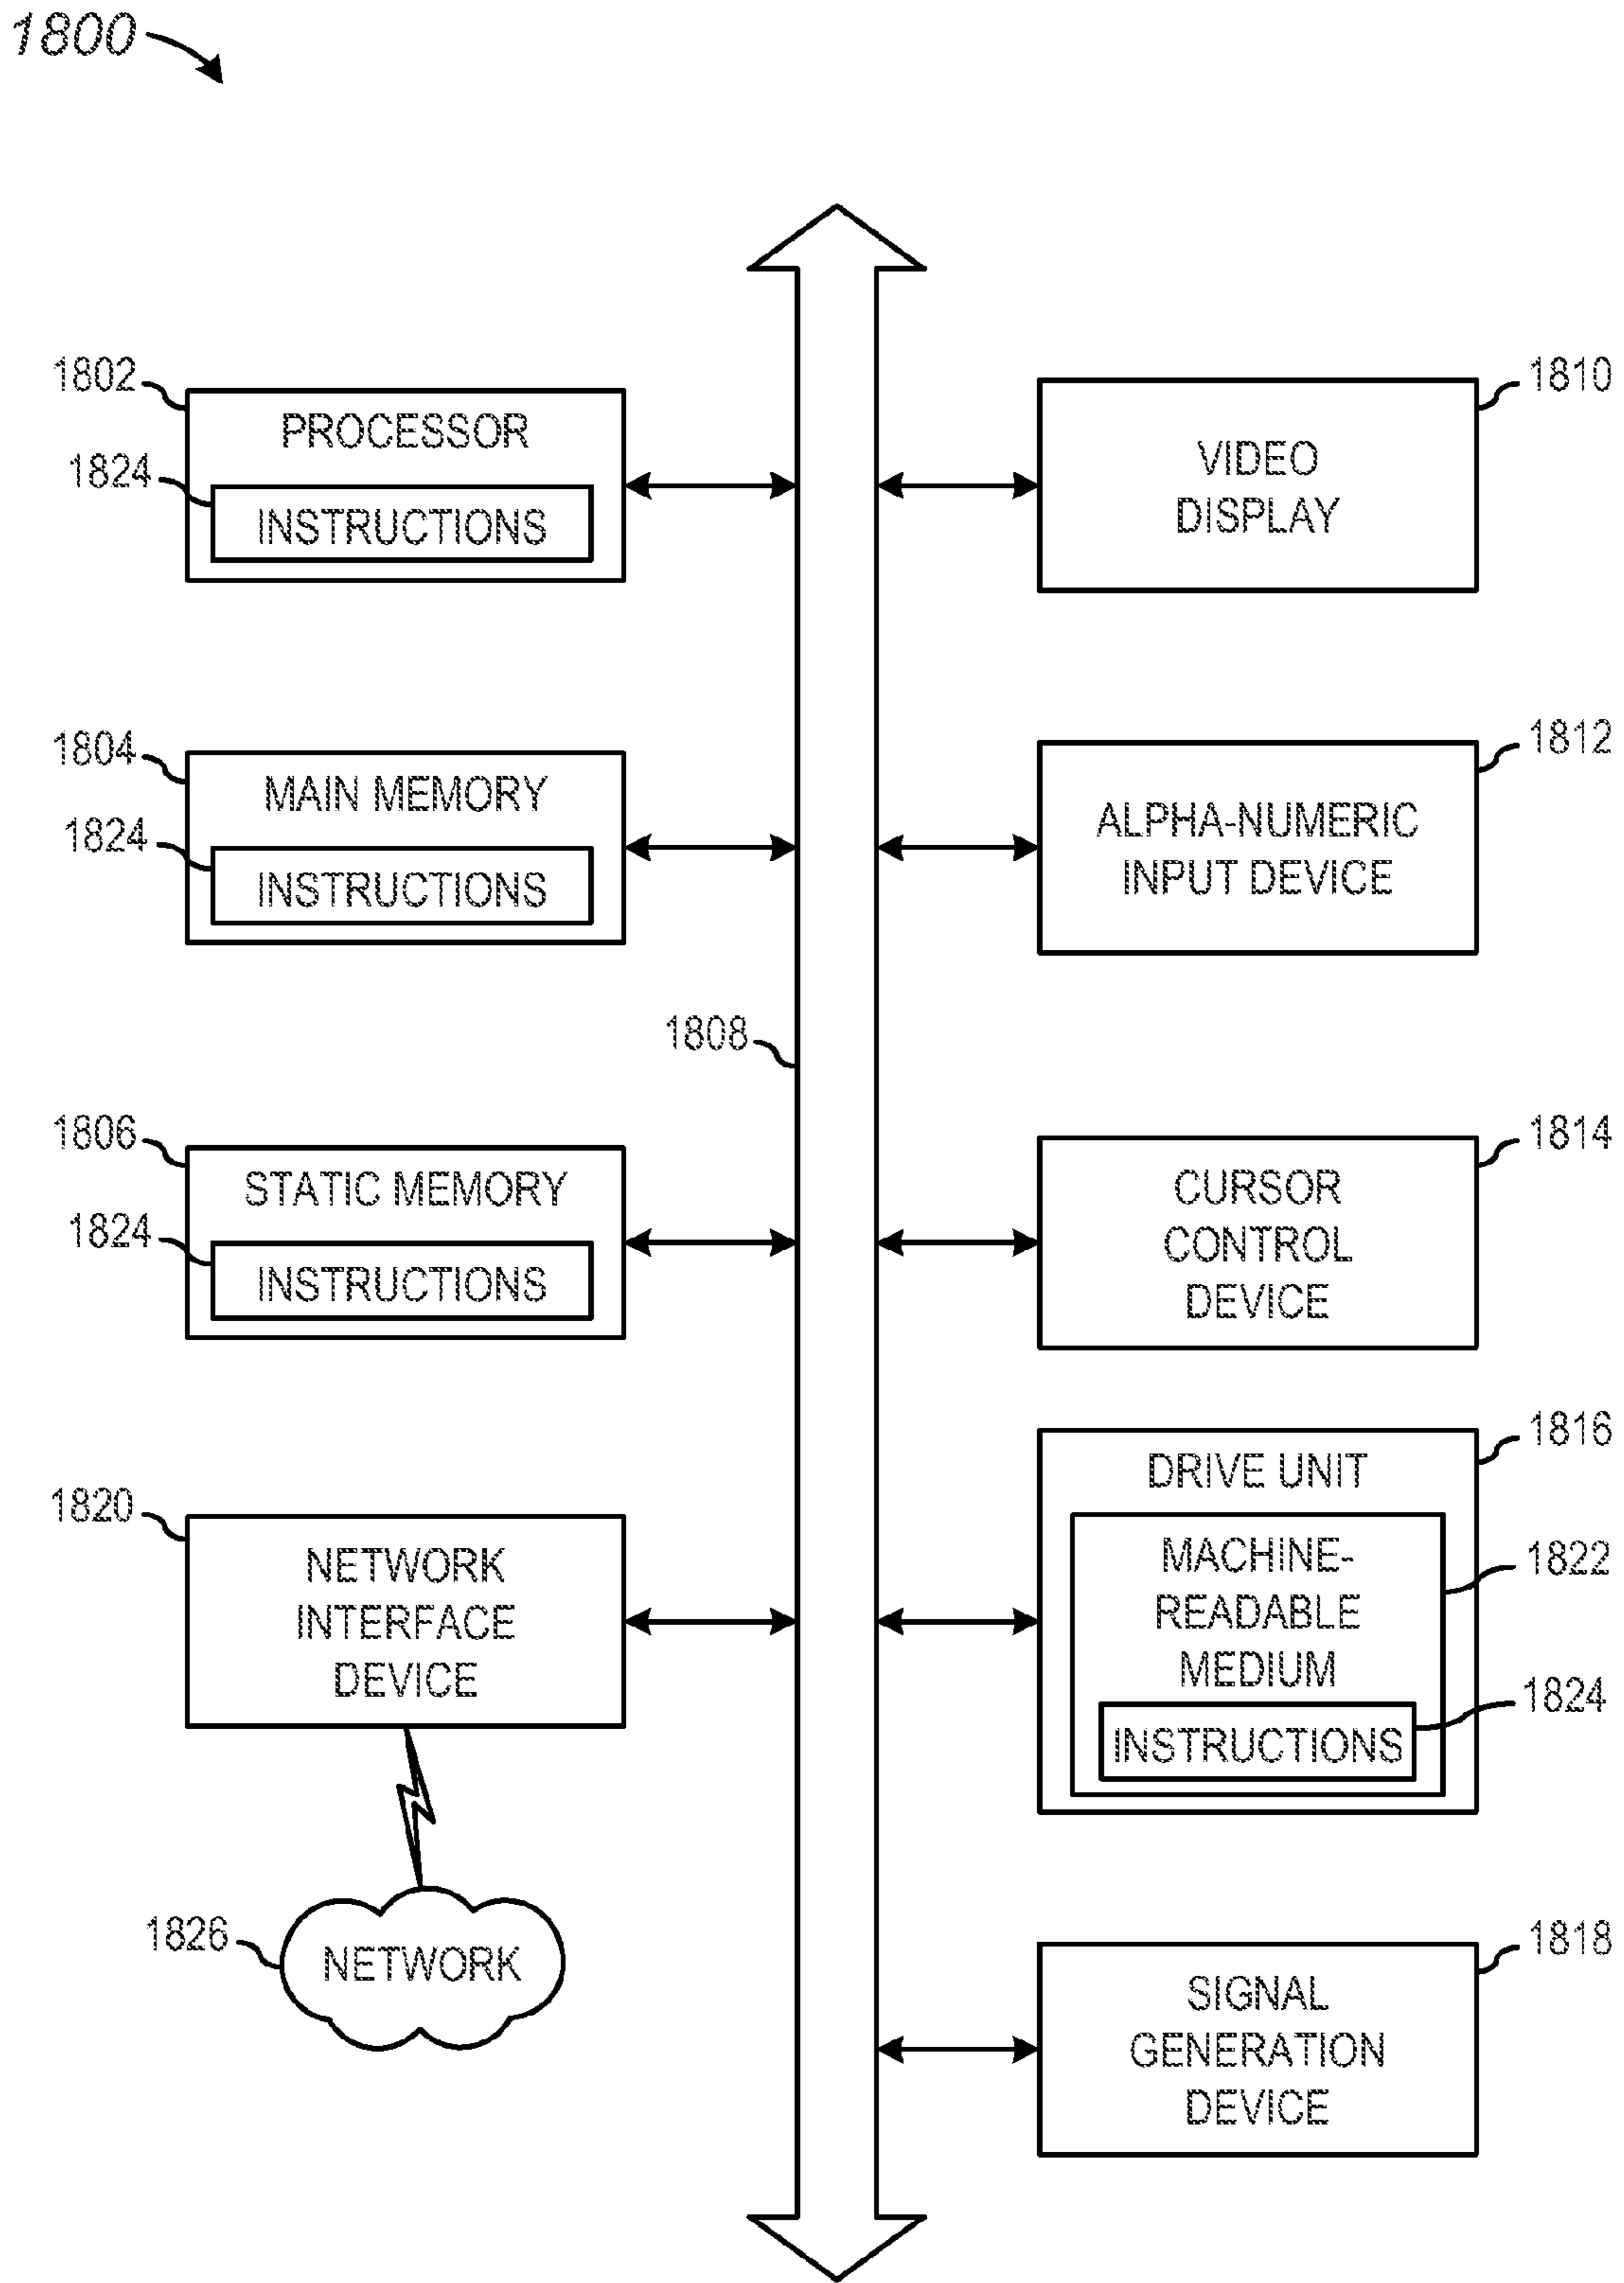 1800
1802
PROCESSOR
1824
INSTRUCTIONS
1804
MAIN MEMORY
1824
INSTRUCTIONS
1808
1806
STATIC MEMORY
1824
INSTRUCTIONS
1820
NETWORK
INTERFACE
DEVICE
1826
NETWORK
1810
VIDEO
DISPLAY
1812
ALPHA-NUMERIC
INPUT DEVICE
1814
CURSOR
CONTROL
DEVICE
1816
DRIVE UNIT
MACHINE-
READABLE
MEDIUM
1822
1824
INSTRUCTIONS
1818
SIGNAL
GENERATION
DEVICE